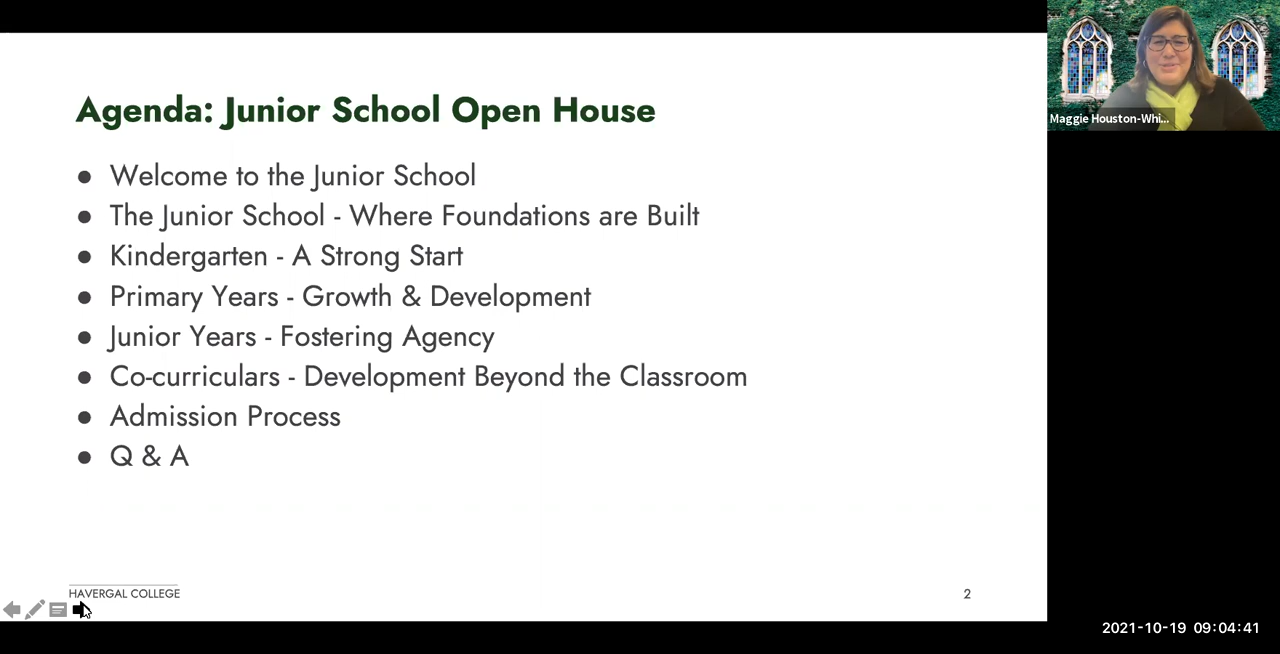 Agenda: Junior School Open House
● Welcome to the Junior School
● The Junior School - Where Foundations are Built
● Kindergarten - A Strong Start
● Primary Years - Growth & Development
● Junior Years - Fostering Agency
● Co-curriculars - Development Beyond the Classroom
● Admission Process
● Q & A
HAVERGAL COLLEGE
2
Maggie Houston-Whi...
2021-10-19 09:04:41